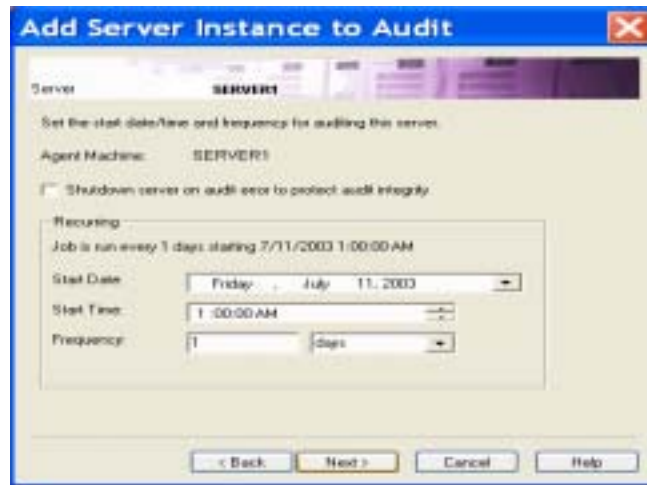 Add Server Instance to Audit
Server SERVER1
Set the start date/time and frequency for auditing this server.
Agent Machine: SERVER1
Shutdown server on audit error to protect audit integrity
Recurring
Job is run every 1 days starting 7/11/2003 1:00:00 AM
Start Date: Friday , July 11, 2003
Start Time: 1 :00:00 AM
Frequency: 1 days
< Back Next > Cancel Help